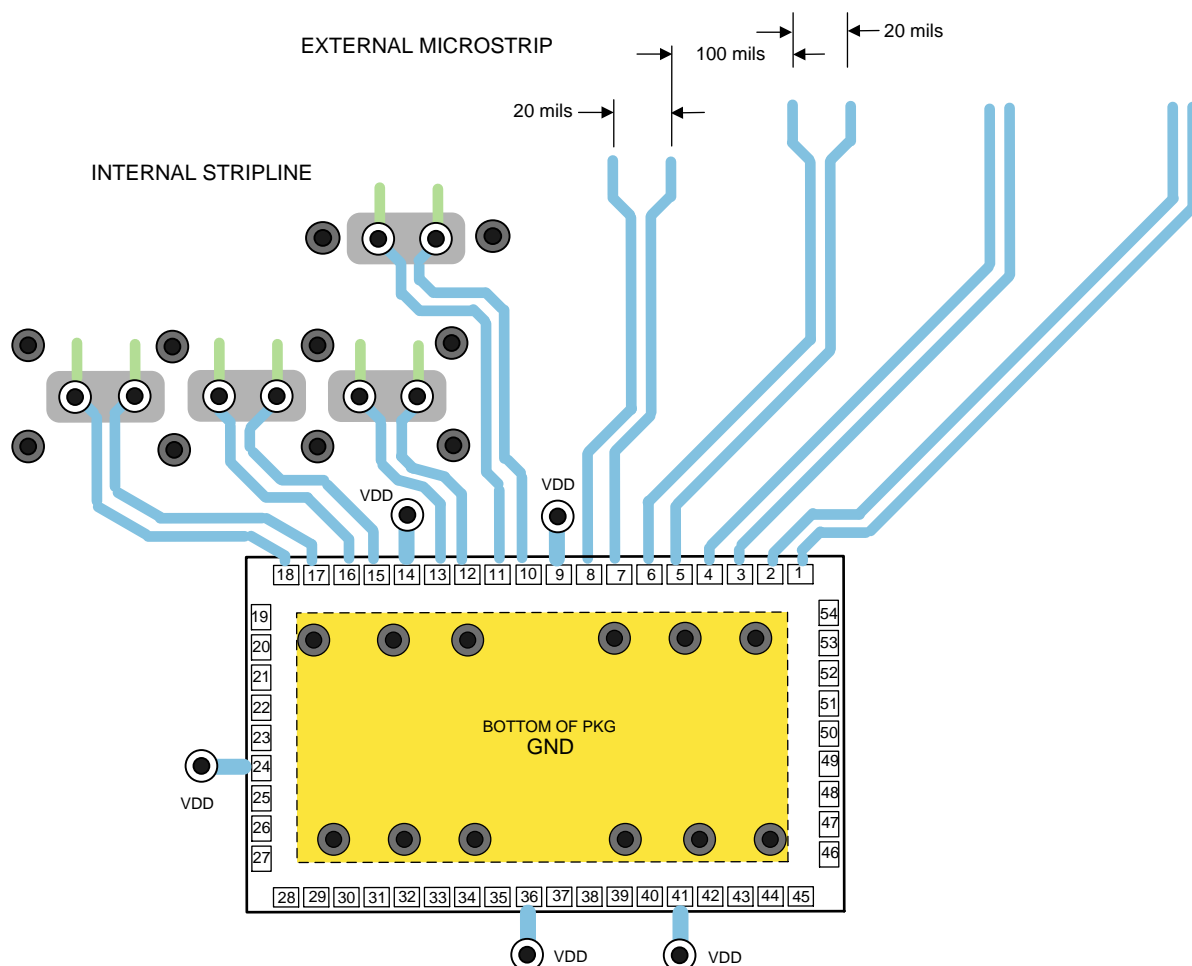 EXTERNAL MICROSTRIP
20 mils
100 mils
20 mils
INTERNAL STRIPLINE
VDD
VDD
18 17 16 15 14 13 12 11 10 9 8 7 6 5 4 3 2 1
19
20
21
22
23
24
25
26
27
54
53
52
51
50
49
48
47
46
BOTTOM OF PKG
GND
VDD
28 29 30 31 32 33 34 35 36 37 38 39 40 41 42 43 44 45
VDD
VDD